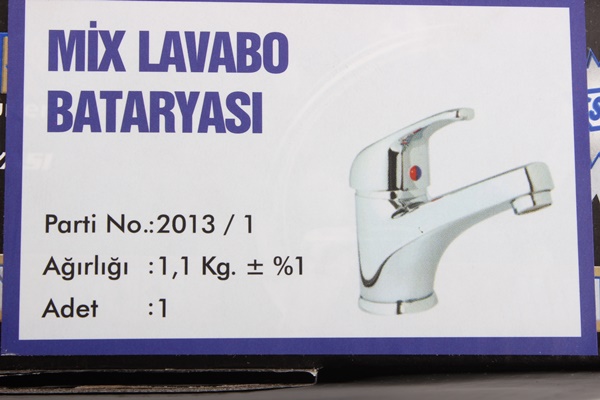 MİX LAVABO
BATARYASI
Parti No.:2013 / 1
Ağırlığı :1,1 Kg. ± %1
Adet :1